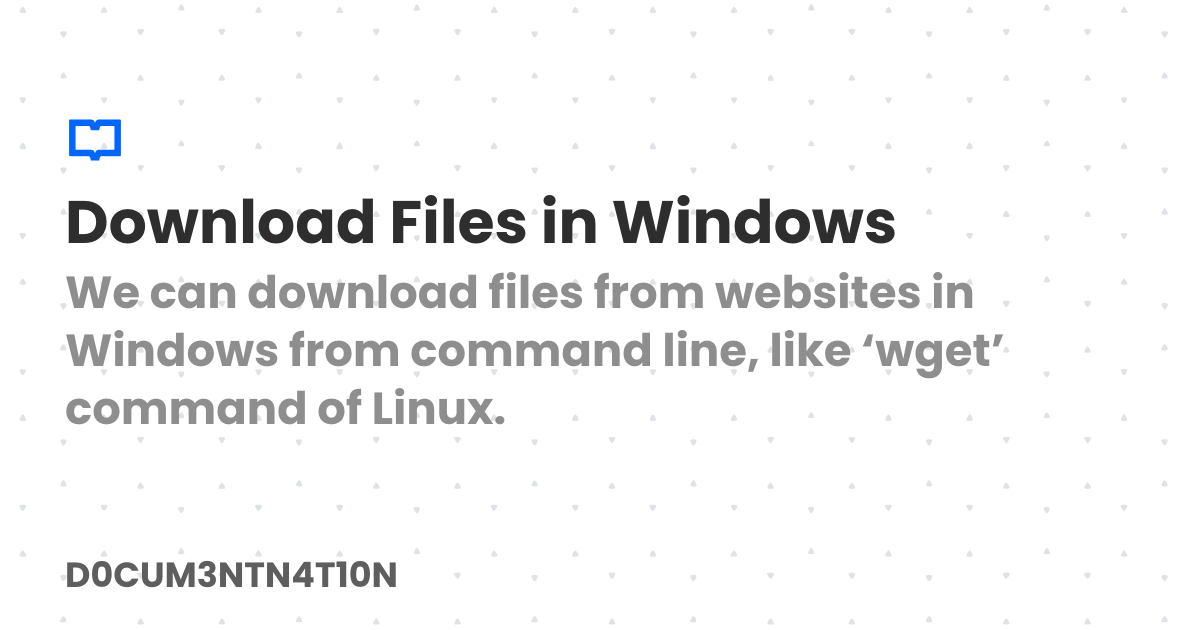 Download Files in Windows
We can download files from websites in
Windows from command line, like ‘wget’
command of Linux.
D0CUM3NTN4T10N